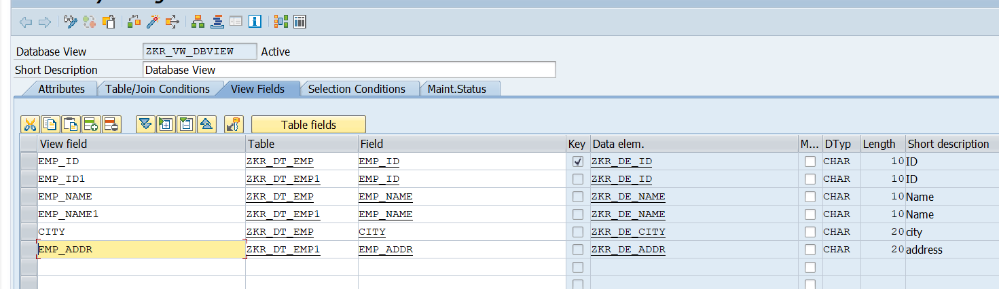 Database View ZKR_VW_DBVIEW Active
Short Description Database View
Attributes Table/Join Conditions View Fields Selection Conditions Maint.Status
Table fields
View field Table Field Key Data elem. M... DTyp Length Short description
EMP_ID ZKR_DT_EMP EMP_ID ZKR_DE_ID CHAR 10 ID
EMP_ID1 ZKR_DT_EMP1 EMP_ID ZKR_DE_ID CHAR 10 ID
EMP_NAME ZKR_DT_EMP EMP_NAME ZKR_DE_NAME CHAR 10 Name
EMP_NAME1 ZKR_DT_EMP1 EMP_NAME ZKR_DE_NAME CHAR 10 Name
CITY ZKR_DT_EMP CITY ZKR_DE_CITY CHAR 20 city
EMP_ADDR ZKR_DT_EMP1 EMP_ADDR ZKR_DE_ADDR CHAR 20 address